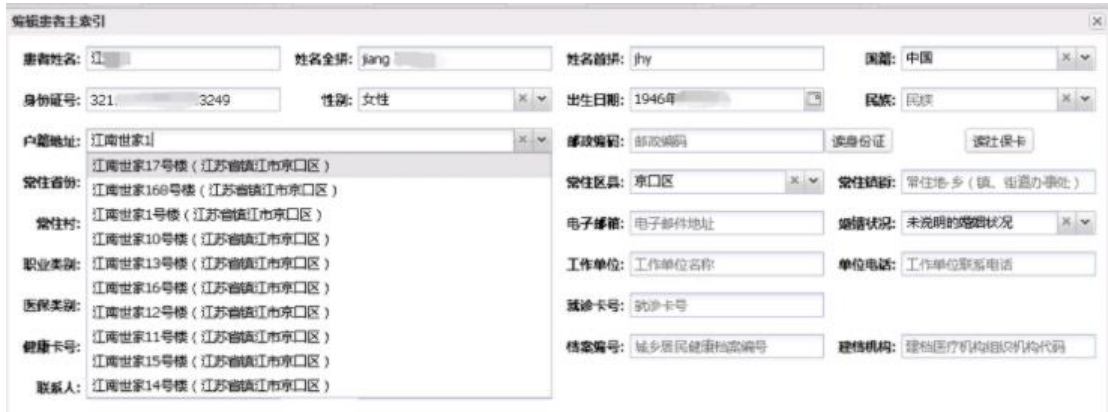 编辑患者主索引
患者姓名: 江 姓名全拼: jiang 姓名首拼: jhy 国籍: 中国
身份证号: 321 3249 性别: 女性 出生日期: 1946年 民族: 民族
户籍地址: 江南世家1 邮政编码: 邮政编码 读身份证 读社保卡
江南世家17号楼（江苏省镇江市京口区）
常住省份: 常住区县: 京口区 常住镇街: 常住地-乡（镇、街道办事处）
江南世家168号楼（江苏省镇江市京口区）
常住村: 江南世家1号楼（江苏省镇江市京口区） 电子邮箱: 电子邮件地址 婚姻状况: 未说明的婚姻状况
江南世家10号楼（江苏省镇江市京口区）
职业类别: 江南世家13号楼（江苏省镇江市京口区） 工作单位: 工作单位名称 单位电话: 工作单位联系电话
江南世家16号楼（江苏省镇江市京口区）
医保类别: 江南世家12号楼（江苏省镇江市京口区） 就诊卡号: 就诊卡号
江南世家11号楼（江苏省镇江市京口区）
健康卡号: 江南世家15号楼（江苏省镇江市京口区） 档案编号: 城乡居民健康档案编号 建档机构: 建档医疗机构组织机构代码
联系人: 江南世家14号楼（江苏省镇江市京口区）